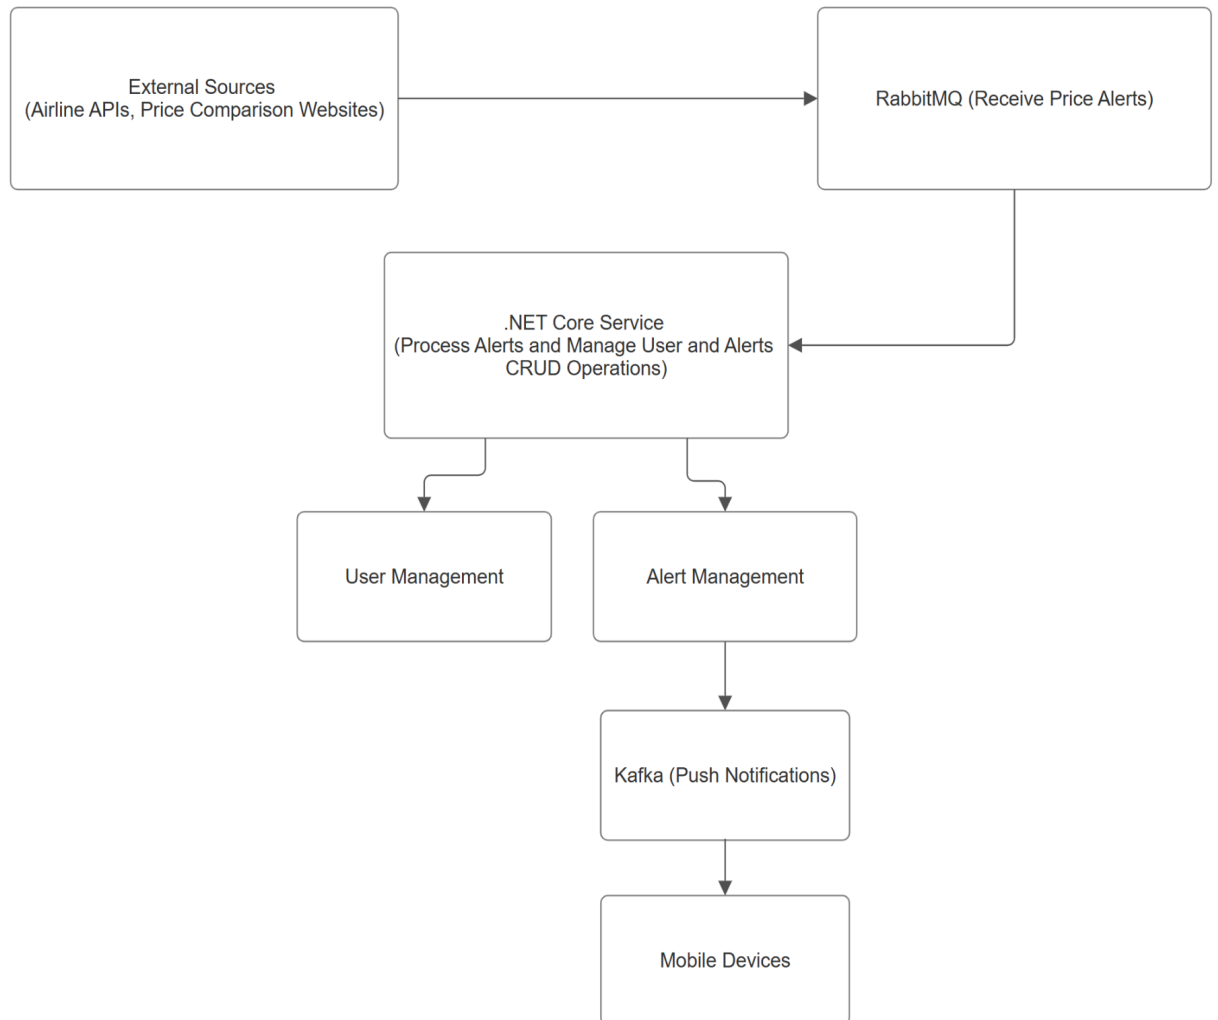 External Sources
(Airline APIs, Price Comparison Websites)
RabbitMQ (Receive Price Alerts)
.NET Core Service
(Process Alerts and Manage User and Alerts
CRUD Operations)
User Management
Alert Management
Kafka (Push Notifications)
Mobile Devices